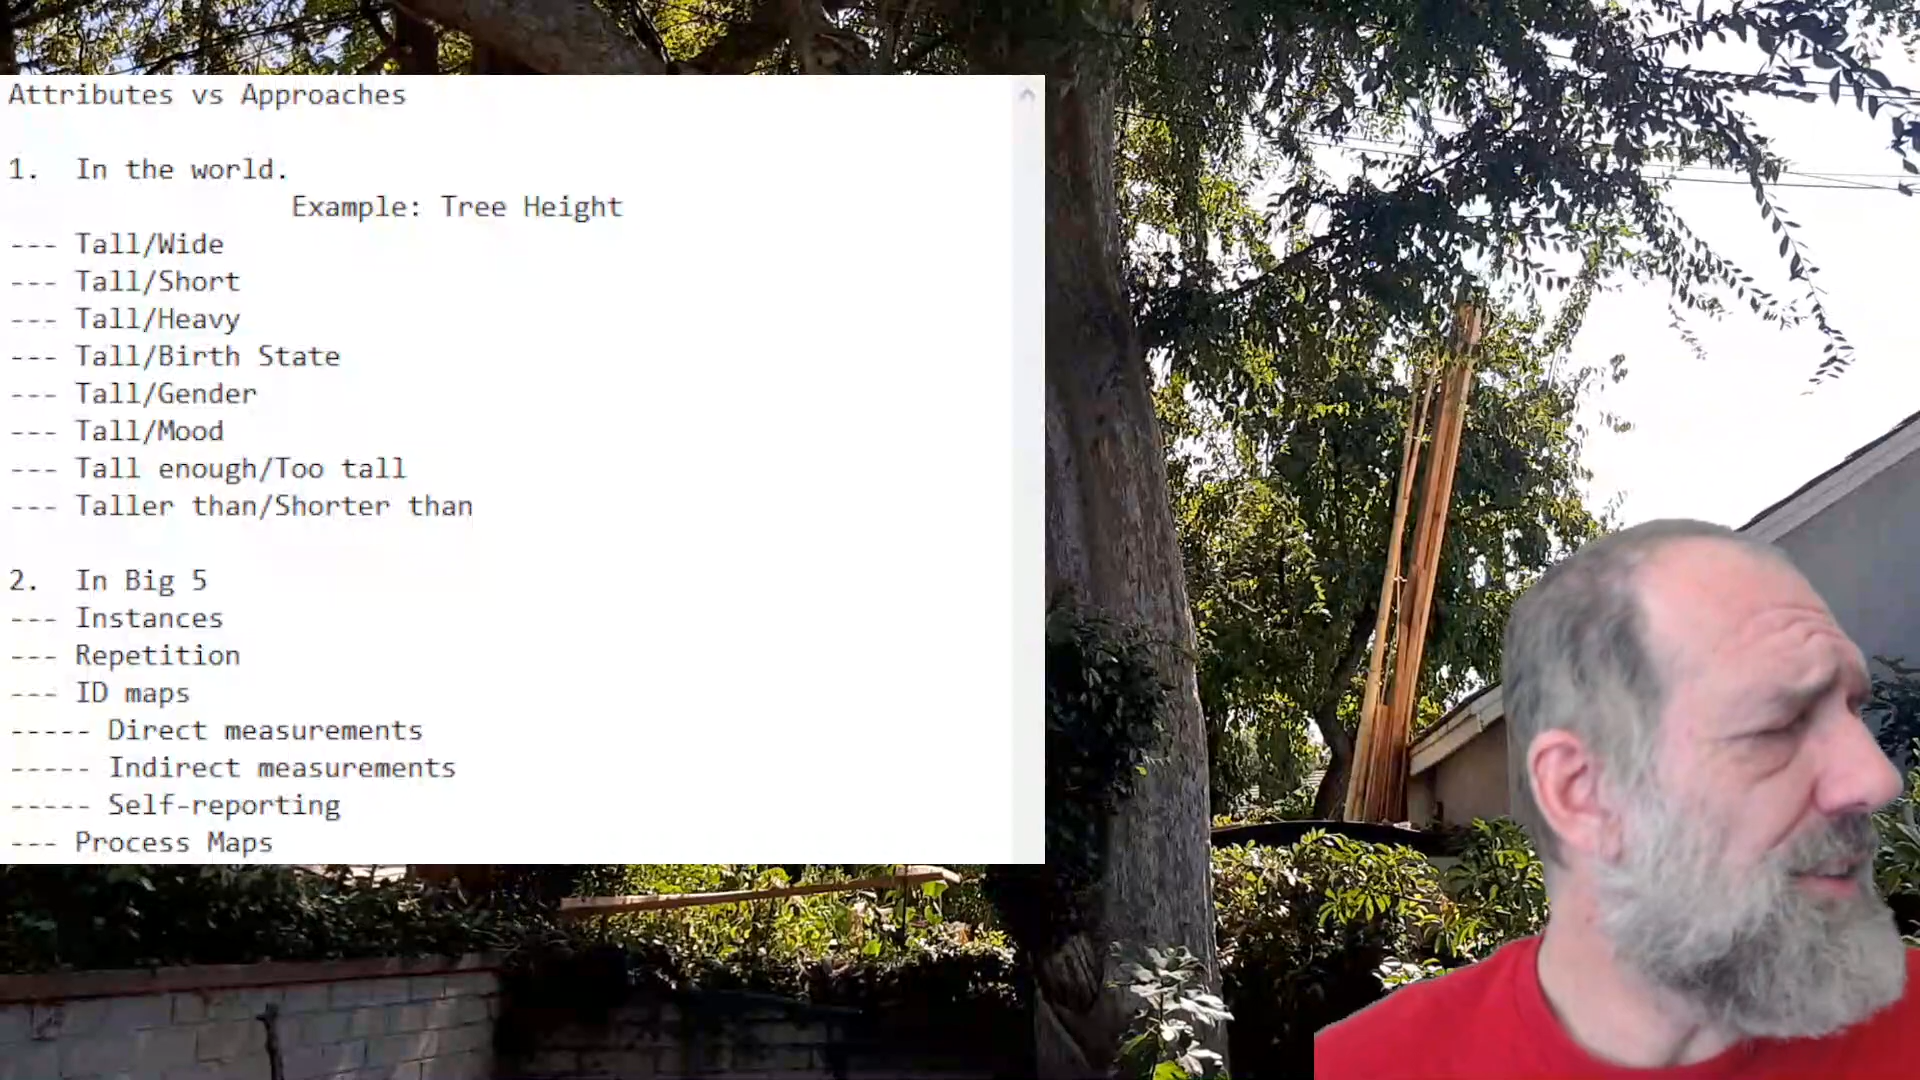 Attributes vs Approaches
1. In the world.
Example: Tree Height
--- Tall/Wide
--- Tall/Short
--- Tall/Heavy
--- Tall/Birth State
--- Tall/Gender
--- Tall/Mood
--- Tall enough/Too tall
--- Taller than/Shorter than
2. In Big 5
--- Instances
--- Repetition
--- ID maps
----- Direct measurements
----- Indirect measurements
----- Self-reporting
--- Process Maps